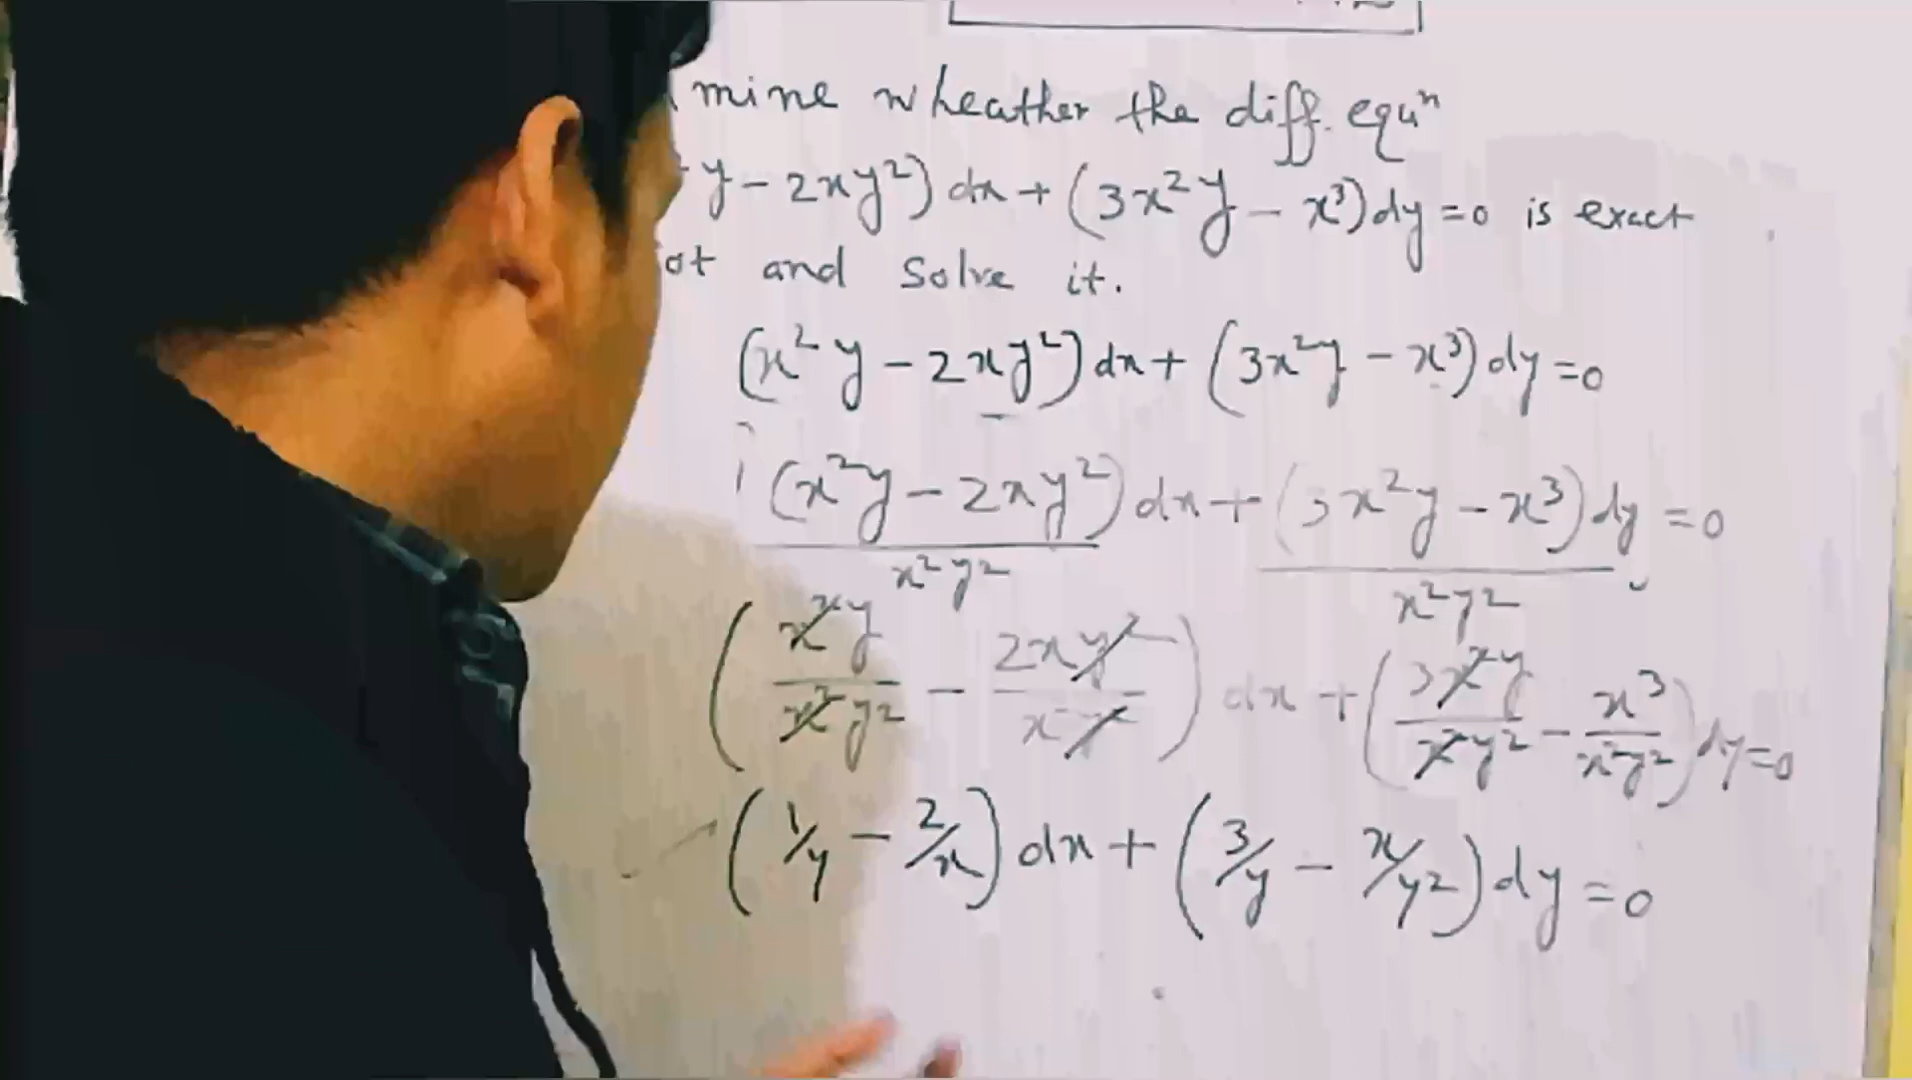 mine wheather the diff. equⁿ
y - 2xy²) dx + (3x²y - x³)dy = 0 is exact
ot and solve it.
(x²y - 2xy²) dx + (3x²y - x³) dy = 0
(x²y - 2xy²) dx + (3x²y - x³) dy = 0
x²y² x²y²
(x²y/x²y² - 2xy²/x²y²) dx + (3x²y/x²y² - x³/x²y²) dy = 0
(1/y - 2/x) dx + (3/y - x/y²) dy = 0